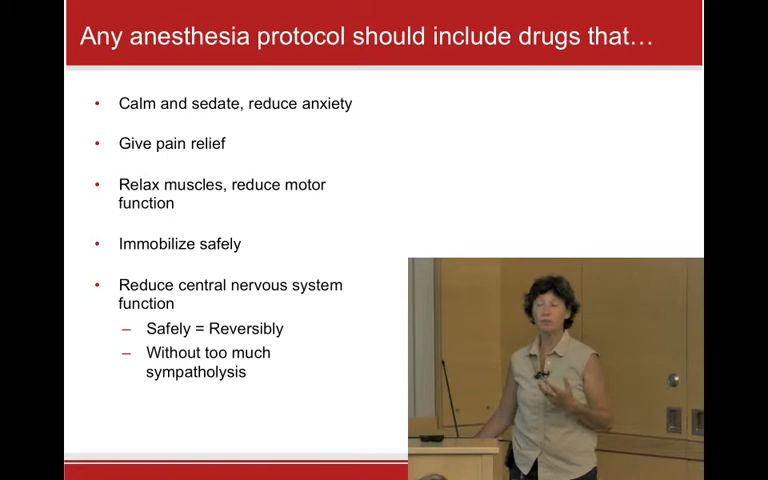 Any anesthesia protocol should include drugs that…
• Calm and sedate, reduce anxiety
• Give pain relief
• Relax muscles, reduce motor
function
• Immobilize safely
• Reduce central nervous system
function
– Safely = Reversibly
– Without too much
sympatholysis